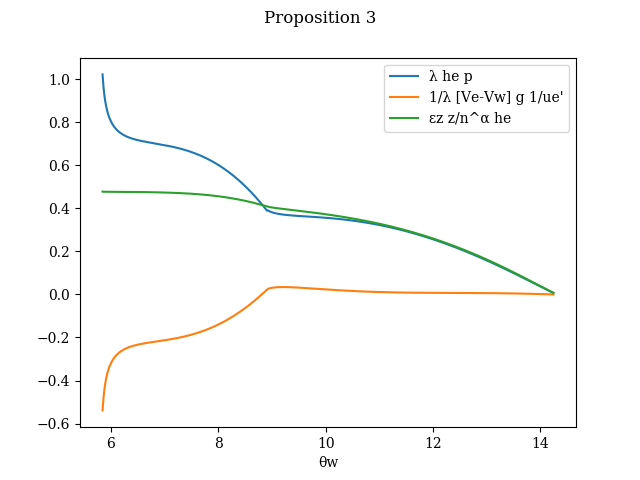 Proposition 3
λ he p
1/λ [Ve-Vw] g 1/ue'
εz z/n^α he
1.0
0.8
0.6
0.4
0.2
0.0
−0.2
−0.4
−0.6
6 8 10 12 14
θw